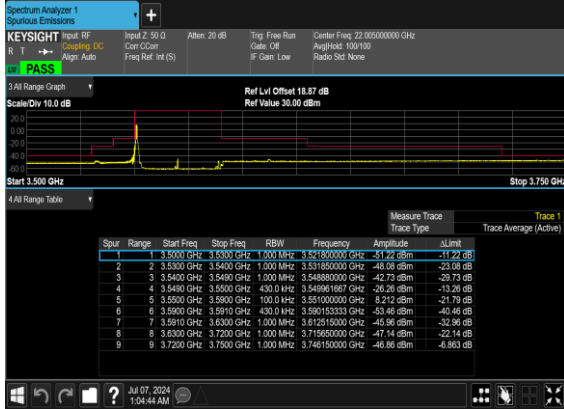 Spectrum Analyzer 1
Spurious Emissions
KEYSIGHT Input: RF Input Z: 50 Ω Atten: 20 dB Trig: Free Run Center Freq: 22.005000000 GHz
R T Coupling: DC Corr CCorr Gate: Off Avg|Hold: 100/100
Align: Auto Freq Ref: Int (S) IF Gain: Low Radio Std: None
PASS
3 All Range Graph
Ref Lvl Offset 18.87 dB
Scale/Div 10.0 dB Ref Value 30.00 dBm
20.0
0.00
-20.0
-40.0
-60.0
Start 3.500 GHz Stop 3.750 GHz
4 All Range Table
Measure Trace Trace 1
Trace Type Trace Average (Active)
Spur Range Start Freq Stop Freq RBW Frequency Amplitude ΔLimit
1 1 3.5000 GHz 3.5300 GHz 1.000 MHz 3.521800000 GHz -51.22 dBm -11.22 dB
2 2 3.5300 GHz 3.5400 GHz 1.000 MHz 3.531850000 GHz -48.08 dBm -23.08 dB
3 3 3.5400 GHz 3.5490 GHz 1.000 MHz 3.548880000 GHz -42.73 dBm -29.73 dB
4 4 3.5490 GHz 3.5500 GHz 430.0 kHz 3.549961667 GHz -26.26 dBm -13.26 dB
5 5 3.5500 GHz 3.5900 GHz 100.0 kHz 3.551000000 GHz 8.212 dBm -21.79 dB
6 6 3.5900 GHz 3.5910 GHz 430.0 kHz 3.590153333 GHz -53.46 dBm -40.46 dB
7 7 3.5910 GHz 3.6300 GHz 1.000 MHz 3.612515000 GHz -45.96 dBm -32.96 dB
8 8 3.6300 GHz 3.7200 GHz 1.000 MHz 3.715650000 GHz -47.14 dBm -22.14 dB
9 9 3.7200 GHz 3.7500 GHz 1.000 MHz 3.746150000 GHz -46.86 dBm -6.863 dB
Jul 07, 2024
1:04:44 AM